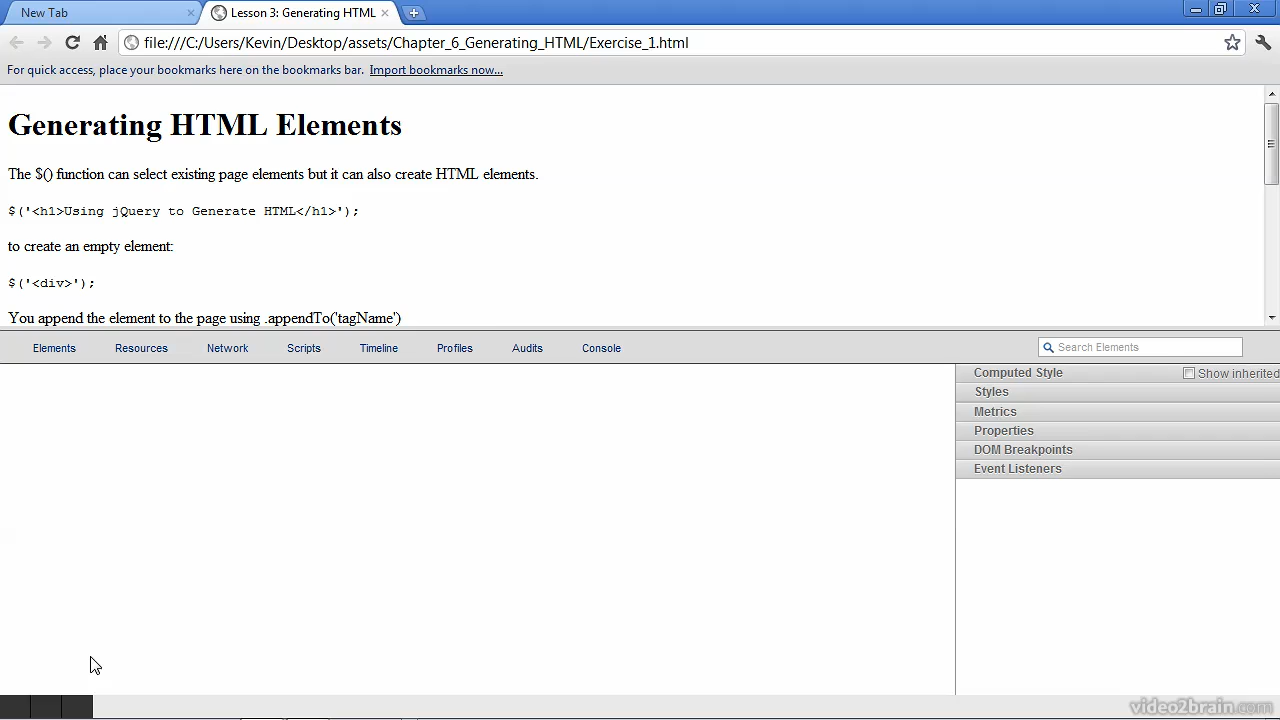 New Tab
Lesson 3: Generating HTML
file:///C:/Users/Kevin/Desktop/assets/Chapter_6_Generating_HTML/Exercise_1.html
For quick access, place your bookmarks here on the bookmarks bar. Import bookmarks now...
Generating HTML Elements
The $() function can select existing page elements but it can also create HTML elements.
$('<h1>Using jQuery to Generate HTML</h1>');
to create an empty element:
$('<div>');
You append the element to the page using .appendTo('tagName')
Elements Resources Network Scripts Timeline Profiles Audits Console Search Elements
Computed Style Show inherited
Styles
Metrics
Properties
DOM Breakpoints
Event Listeners
video2brain.com